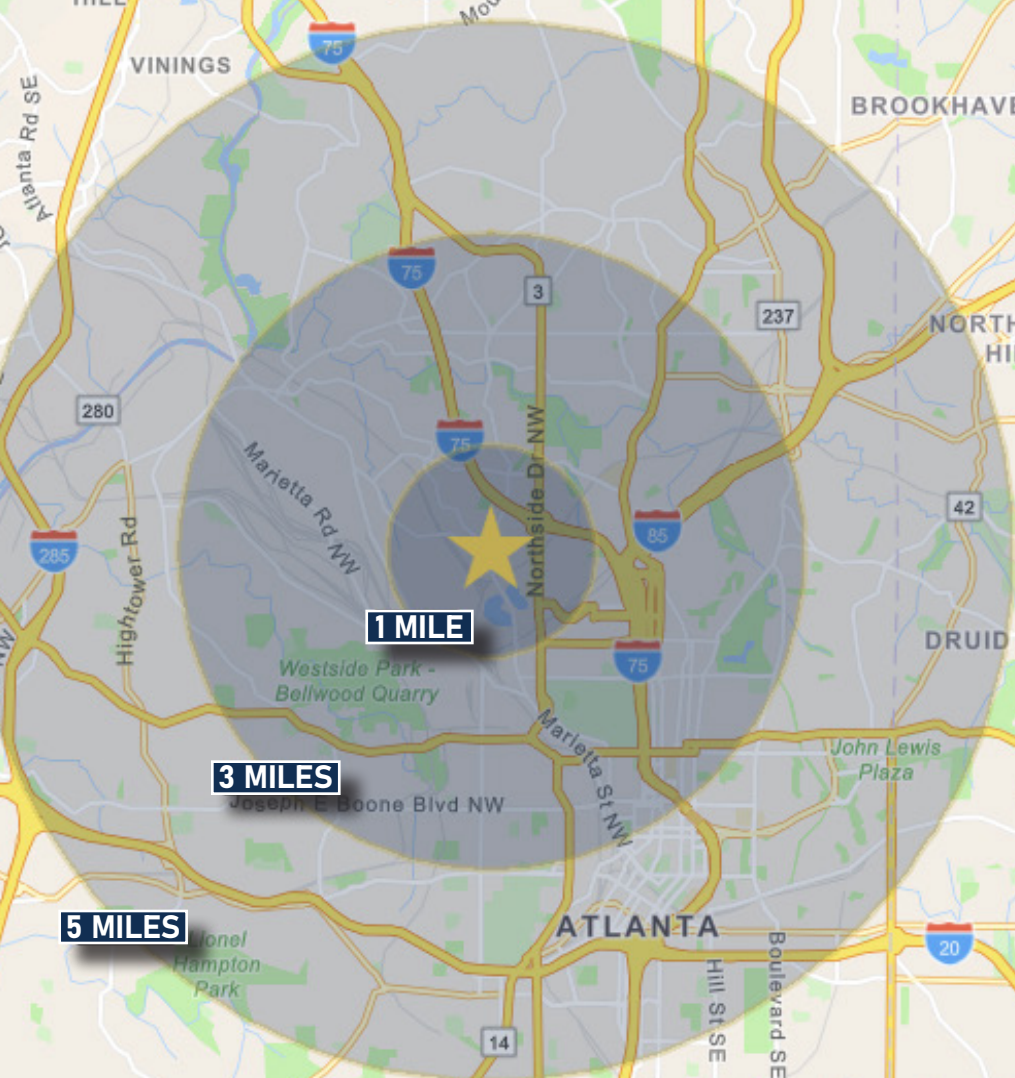 75
VININGS
Atlanta Rd SE
BROOKHAVE
75
3
237
NORTH
HI
280
75
Northside Dr NW
Marietta Rd NW
42
85
285
Hightower Rd
1 MILE
DRUID
75
Westside Park -
Bellwood Quarry
Marietta St NW
John Lewis
Plaza
3 MILES
Joseph E Boone Blvd NW
5 MILES
ATLANTA
Lionel
Hampton
Park
20
Hill St SE
Boulevard SE
14